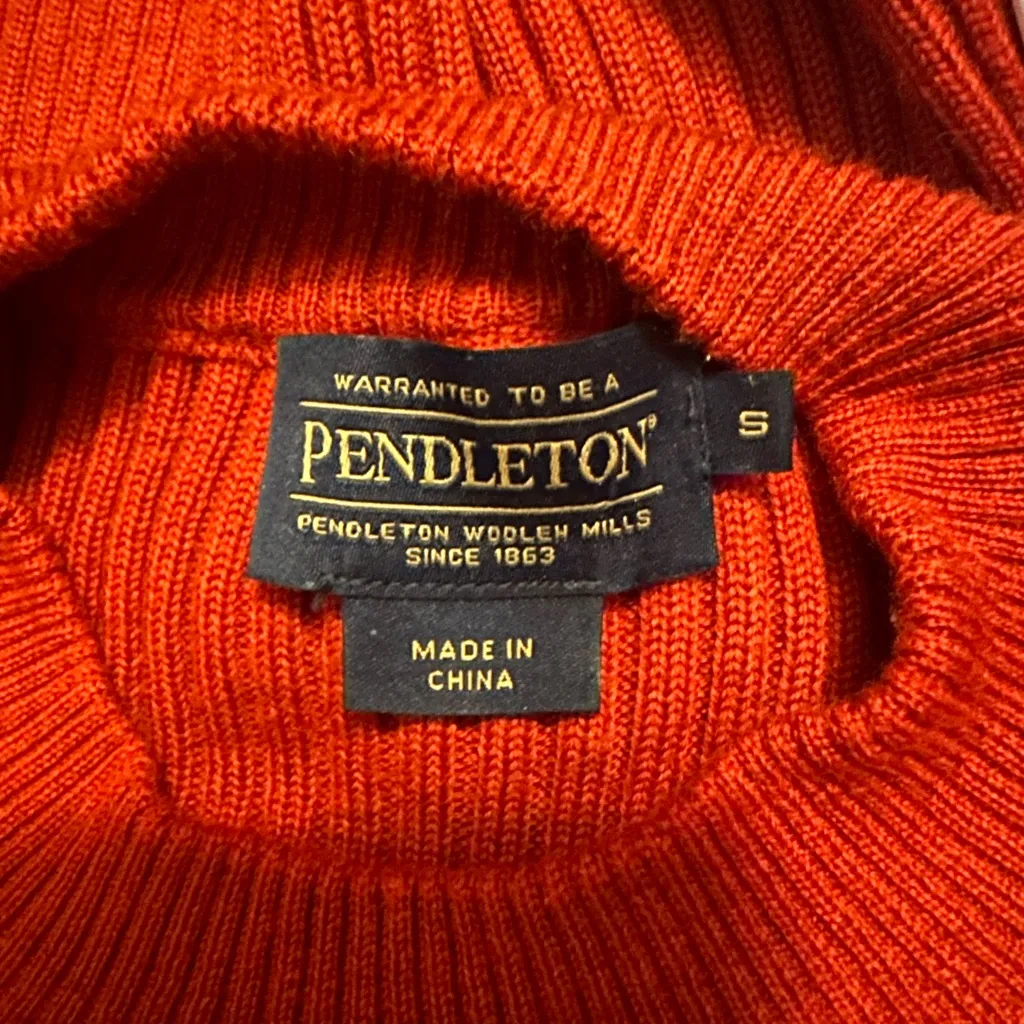 WARRANTED TO BE A
PENDLETON®
S
PENDLETON WOOLEN MILLS
SINCE 1863
MADE IN
CHINA